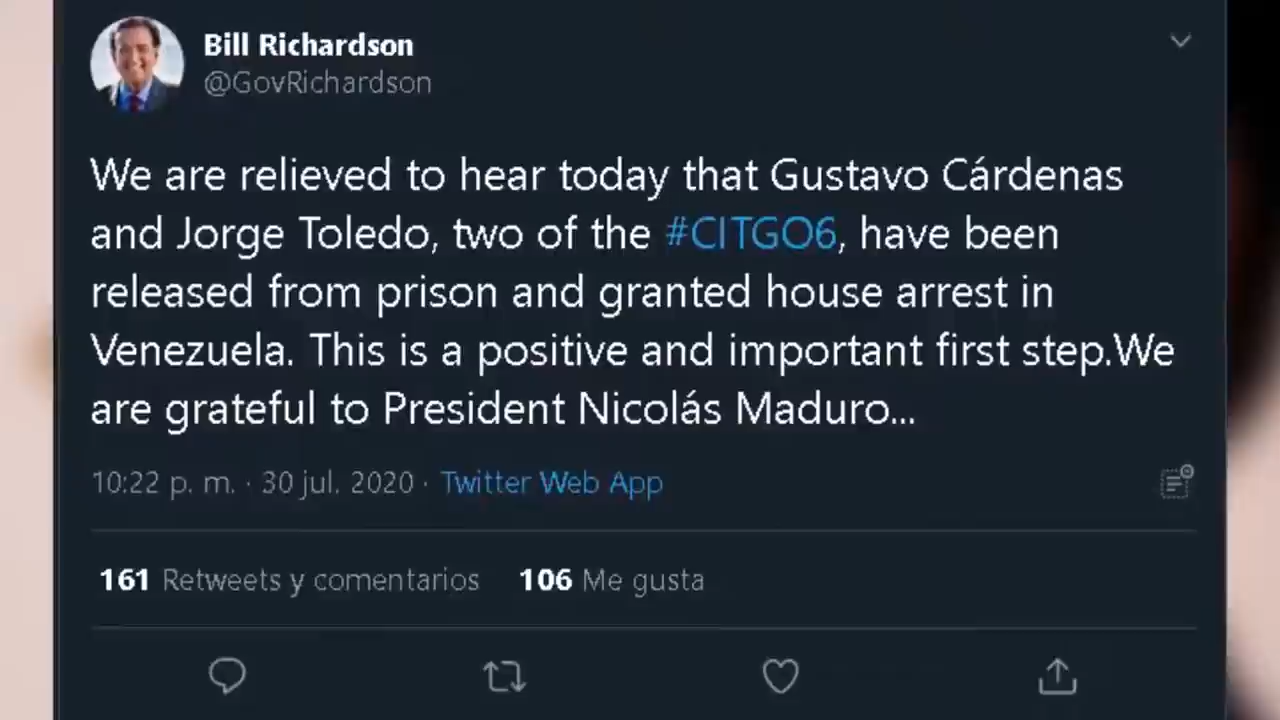 Bill Richardson
@GovRichardson
We are relieved to hear today that Gustavo Cárdenas
and Jorge Toledo, two of the #CITGO6, have been
released from prison and granted house arrest in
Venezuela. This is a positive and important first step.We
are grateful to President Nicolás Maduro...
10:22 p. m. · 30 jul. 2020 · Twitter Web App
161 Retweets y comentarios 106 Me gusta